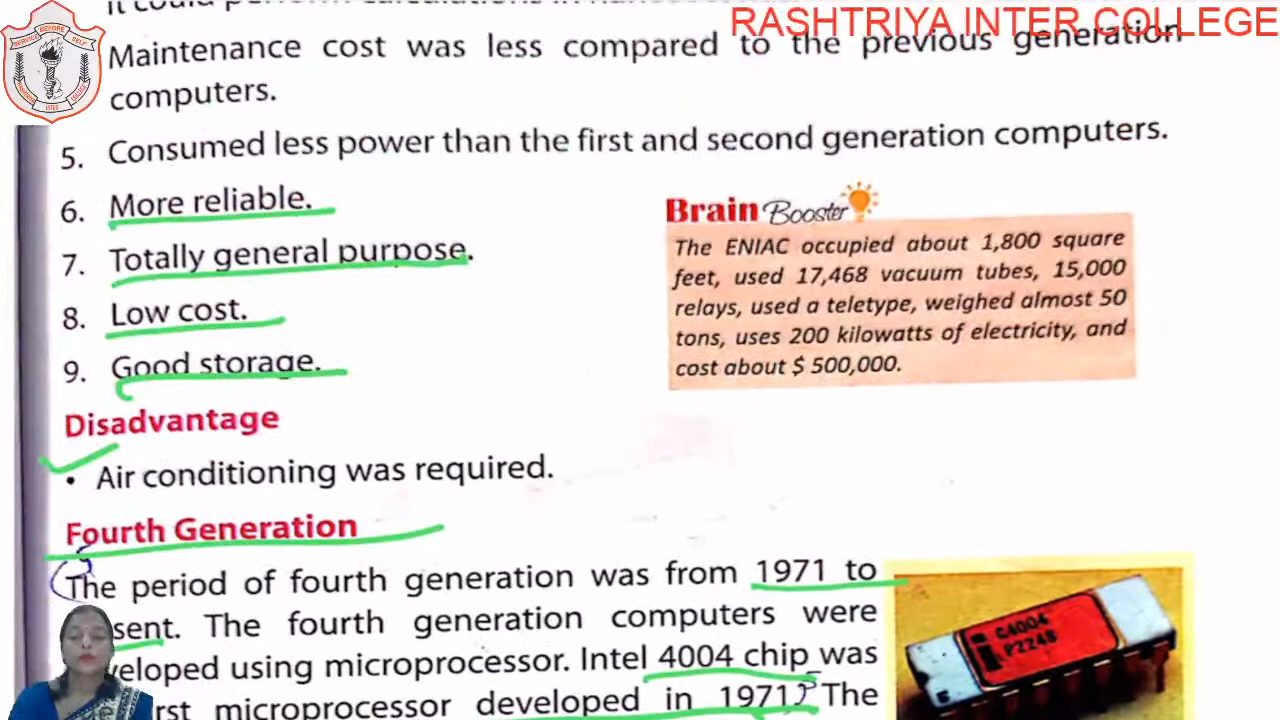 RASHTRIYA INTER COLLEGE
Maintenance cost was less compared to the previous generation
computers.
5. Consumed less power than the first and second generation computers.
6. More reliable.
7. Totally general purpose.
8. Low cost.
9. Good storage.
Brain Booster
The ENIAC occupied about 1,800 square
feet, used 17,468 vacuum tubes, 15,000
relays, used a teletype, weighed almost 50
tons, uses 200 kilowatts of electricity, and
cost about $ 500,000.
Disadvantage
• Air conditioning was required.
Fourth Generation
The period of fourth generation was from 1971 to
sent. The fourth generation computers were
veloped using microprocessor. Intel 4004 chip was
rst microprocessor developed in 1971. The
C4004
P2248